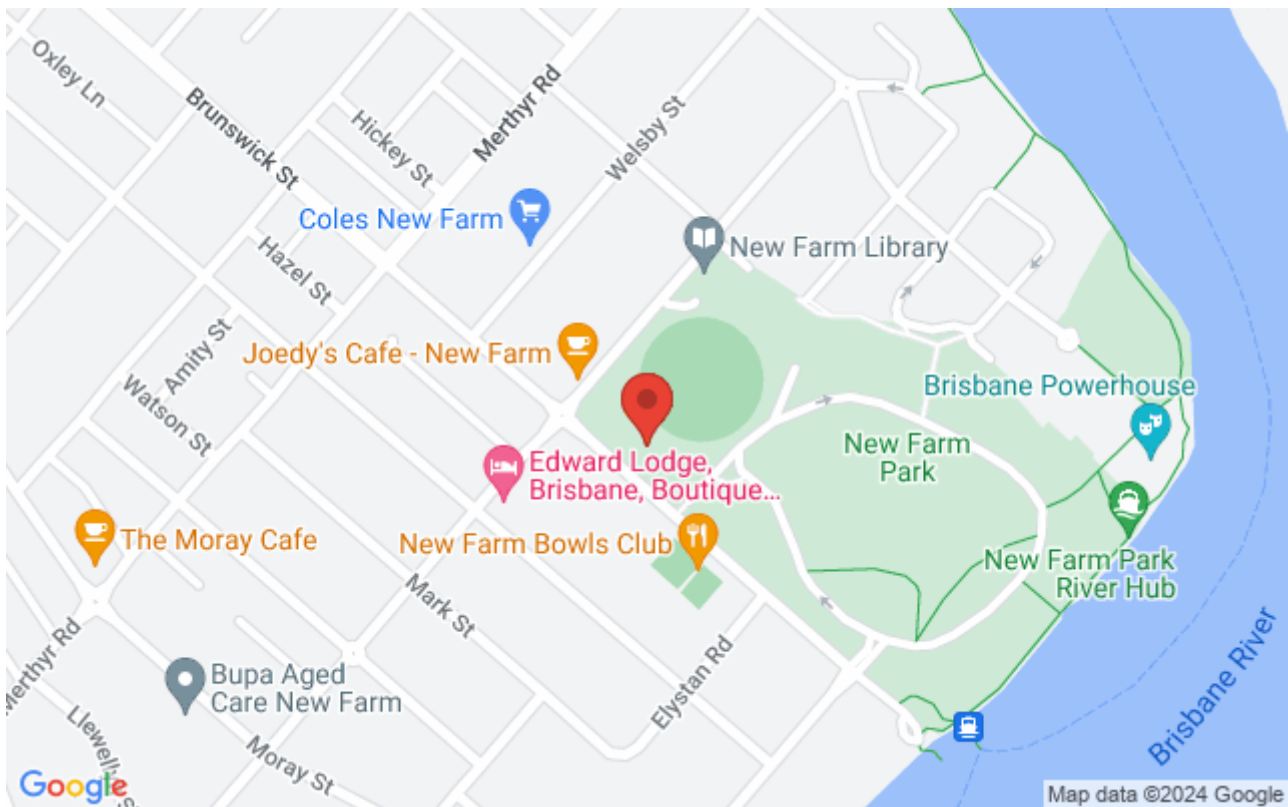 Oxley Ln
Brunswick St
Hickey St
Merthyr Rd
Welsby St
Coles New Farm
New Farm Library
Hazel St
Amity St
Joedy's Cafe - New Farm
Watson St
Brisbane Powerhouse
New Farm
Park
Edward Lodge,
Brisbane, Boutique...
The Moray Cafe
New Farm Bowls Club
New Farm Park
River Hub
Mark St
Merthyr Rd
Bupa Aged
Care New Farm
Elystan Rd
Brisbane River
Moray St
Google
Map data ©2024 Google